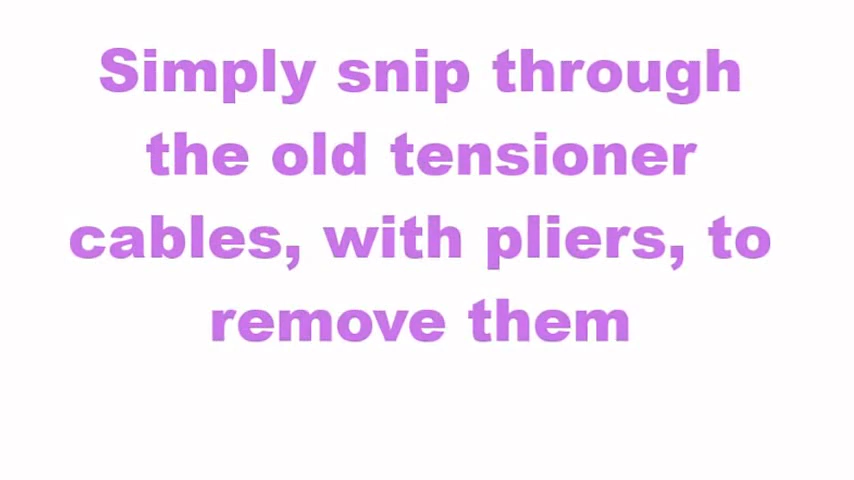 Simply snip through
the old tensioner
cables, with pliers, to
remove them